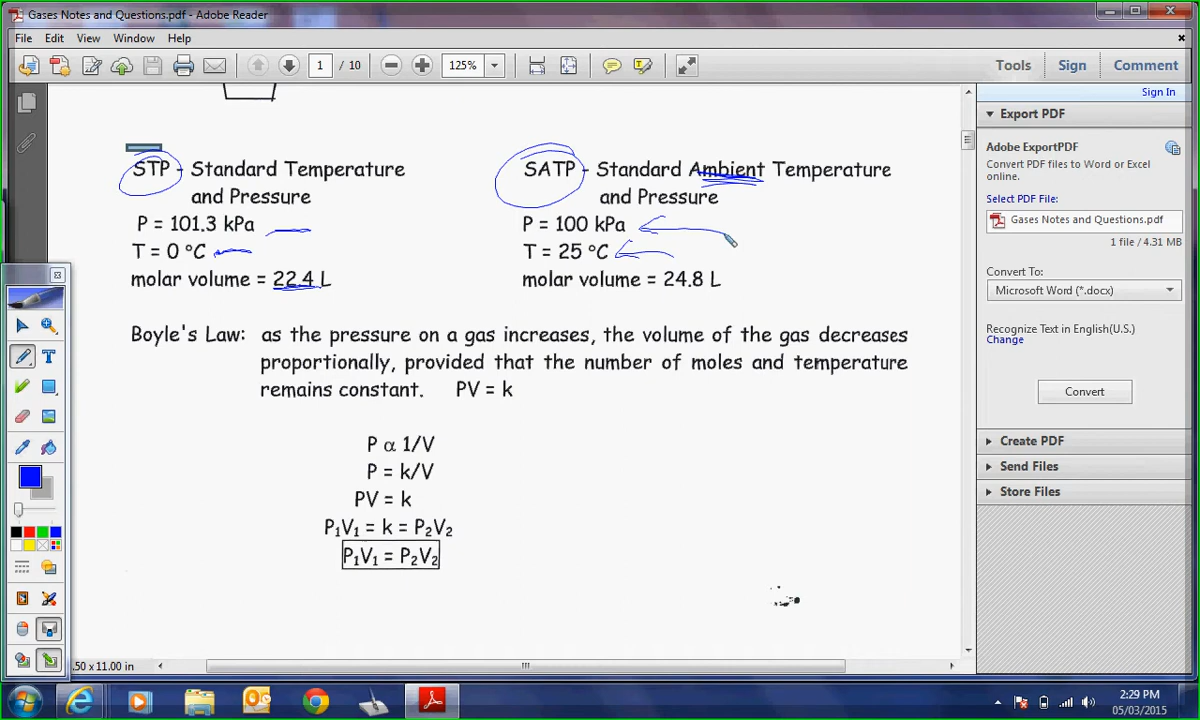 Gases Notes and Questions.pdf - Adobe Reader
File Edit View Window Help
1 / 10 125% Tools Sign Comment
Sign In
STP - Standard Temperature
and Pressure
P = 101.3 kPa
T = 0 °C
molar volume = 22.4 L
SATP - Standard Ambient Temperature
and Pressure
P = 100 kPa
T = 25 °C
molar volume = 24.8 L
Boyle's Law: as the pressure on a gas increases, the volume of the gas decreases
proportionally, provided that the number of moles and temperature
remains constant. PV = k
P α 1/V
P = k/V
PV = k
P₁V₁ = k = P₂V₂
P₁V₁ = P₂V₂
.50 x 11.00 in
Export PDF
Adobe ExportPDF
Convert PDF files to Word or Excel
online.
Select PDF File:
Gases Notes and Questions.pdf
1 file / 4.31 MB
Convert To:
Microsoft Word (*.docx)
Recognize Text in English(U.S.)
Change
Convert
Create PDF
Send Files
Store Files
2:29 PM
05/03/2015